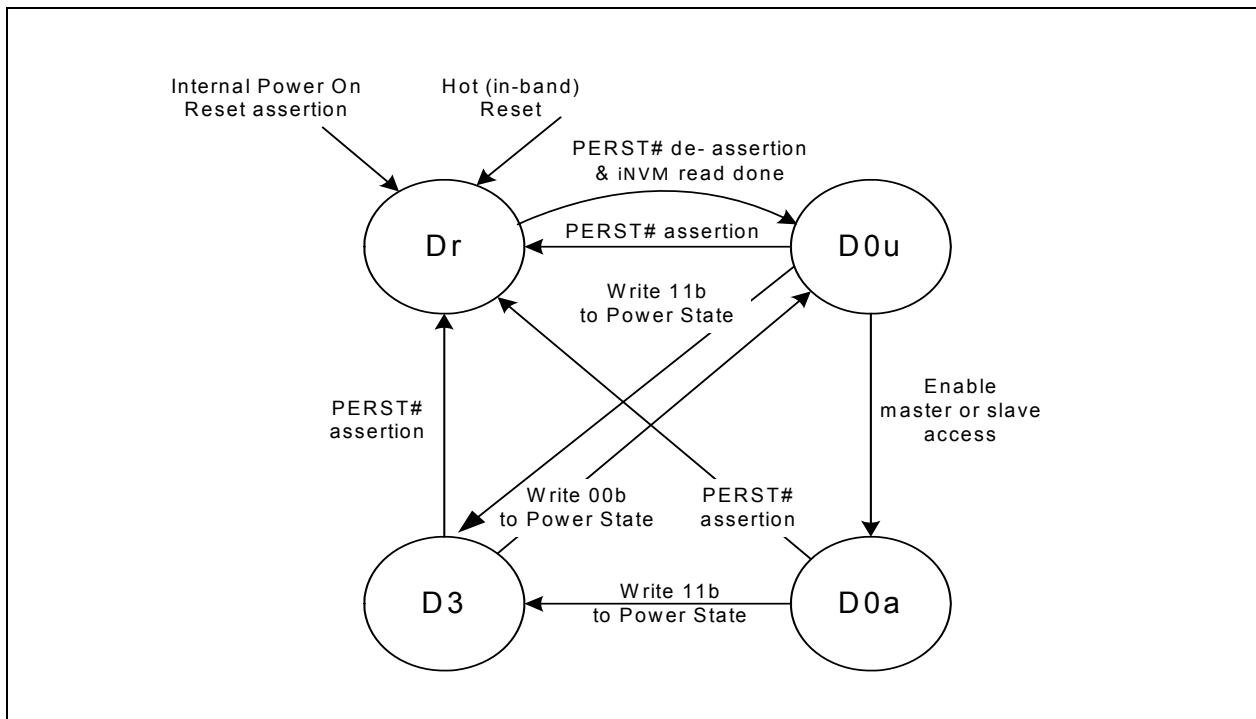 Internal Power On
Reset assertion
Hot (in-band)
Reset
PERST# de- assertion
& iNVM read done
PERST# assertion
Dr
D0u
Write 11b
to Power State
PERST#
assertion
Enable
master or slave
access
Write 00b
to Power State
PERST#
assertion
D3
Write 11b
to Power State
D0a